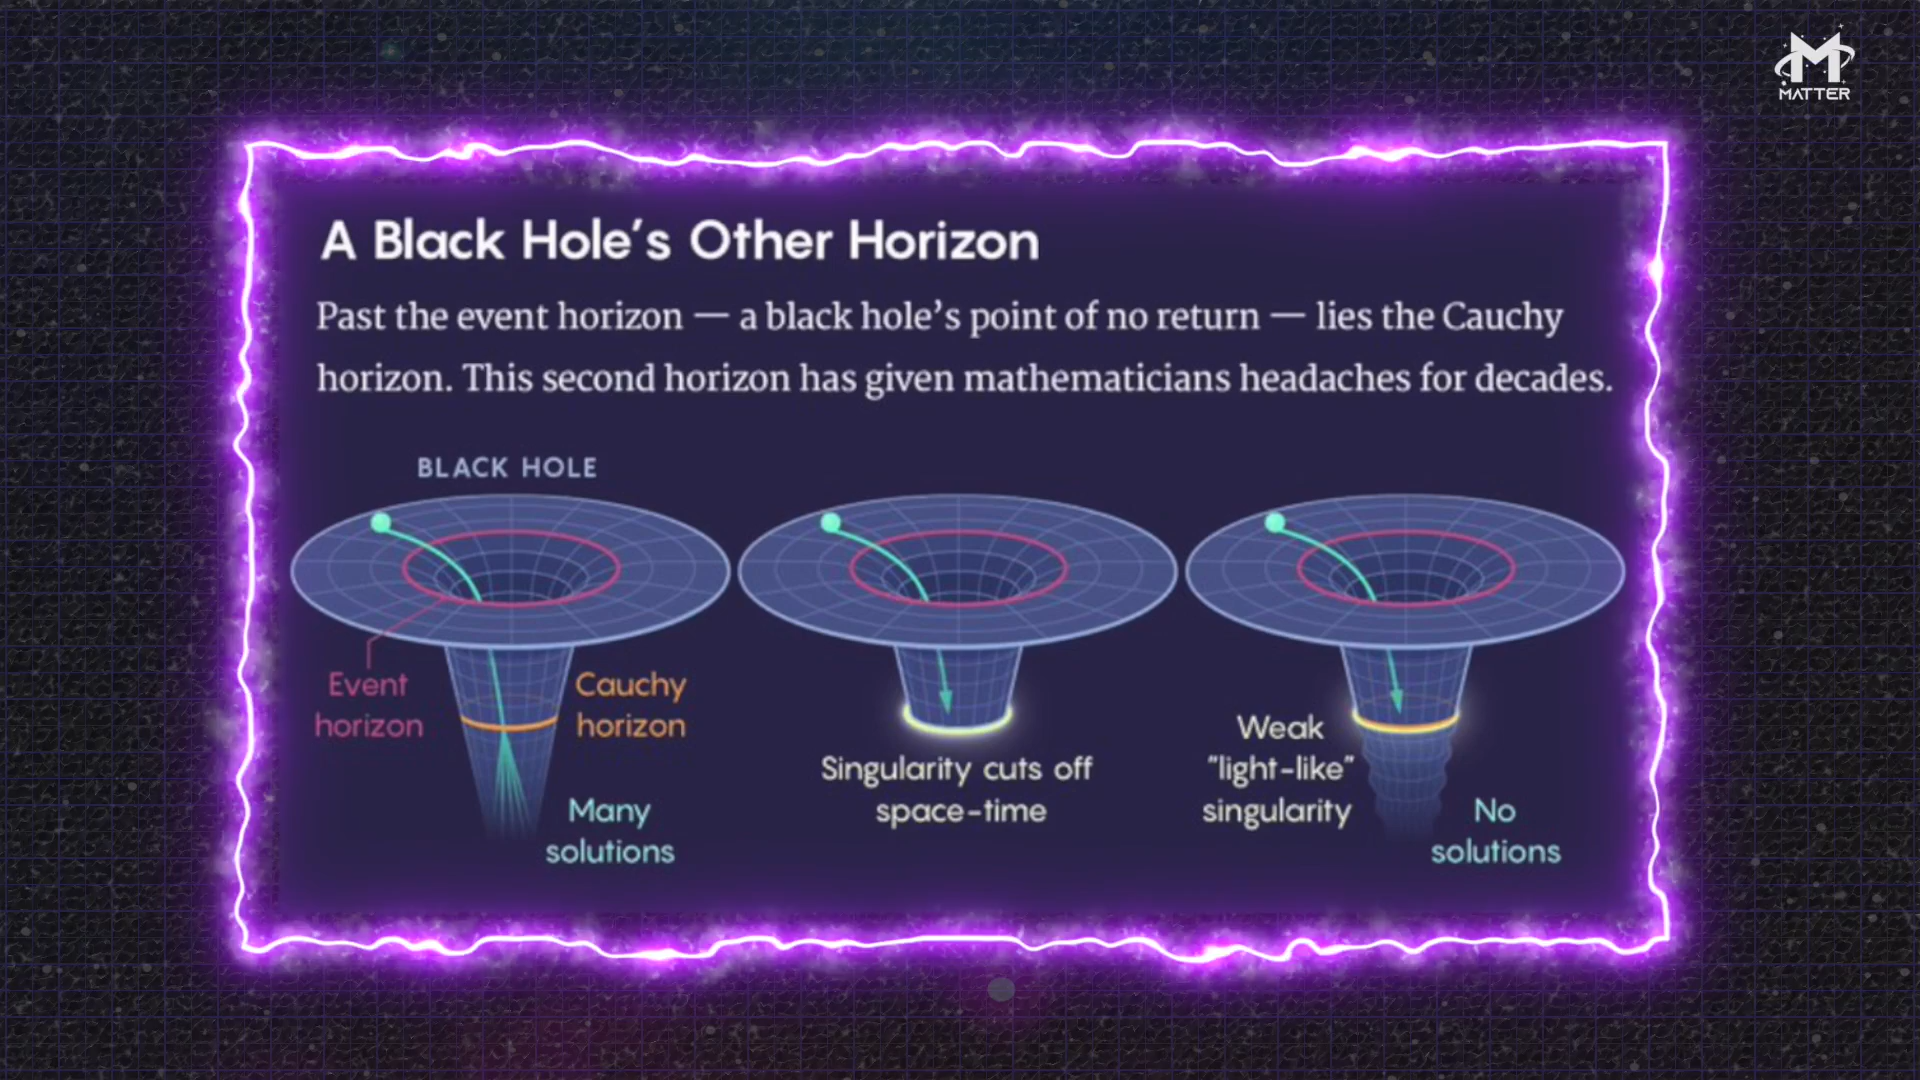 MATTER
A Black Hole’s Other Horizon
Past the event horizon — a black hole’s point of no return — lies the Cauchy
horizon. This second horizon has given mathematicians headaches for decades.
BLACK HOLE
Event
horizon
Cauchy
horizon
Many
solutions
Singularity cuts off
space-time
Weak
"light-like"
singularity
No
solutions